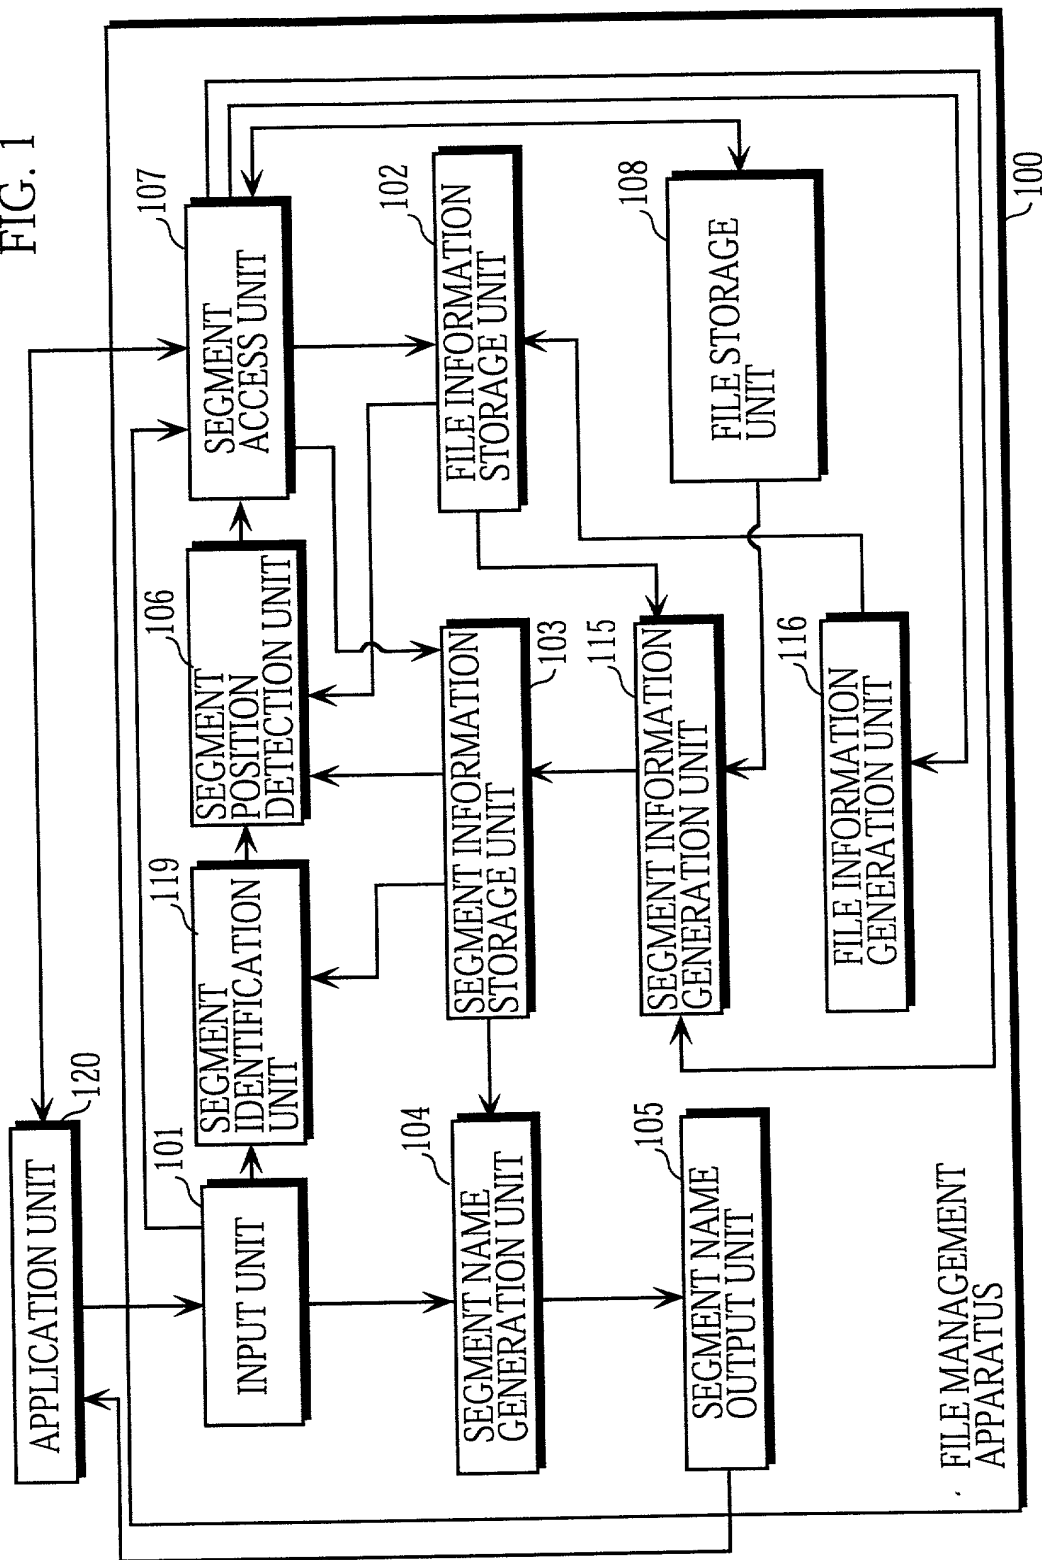 FIG. 1
APPLICATION UNIT
120
INPUT UNIT
101
SEGMENT
IDENTIFICATION
UNIT
119
SEGMENT
POSITION
DETECTION UNIT
106
SEGMENT
ACCESS UNIT
107
SEGMENT NAME
GENERATION UNIT
104
SEGMENT INFORMATION
STORAGE UNIT
103
FILE INFORMATION
STORAGE UNIT
102
SEGMENT NAME
OUTPUT UNIT
105
SEGMENT INFORMATION
GENERATION UNIT
115
FILE STORAGE
UNIT
108
FILE INFORMATION
GENERATION UNIT
116
FILE MANAGEMENT
APPARATUS
100